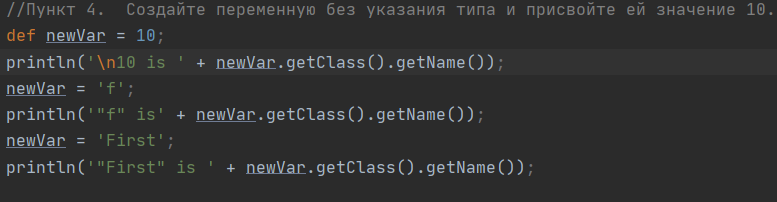 //Пункт 4.  Создайте переменную без указания типа и присвойте ей значение 10.
def newVar = 10;
println('\n10 is ' + newVar.getClass().getName());
newVar = 'f';
println('"f" is' + newVar.getClass().getName());
newVar = 'First';
println('"First" is ' + newVar.getClass().getName());